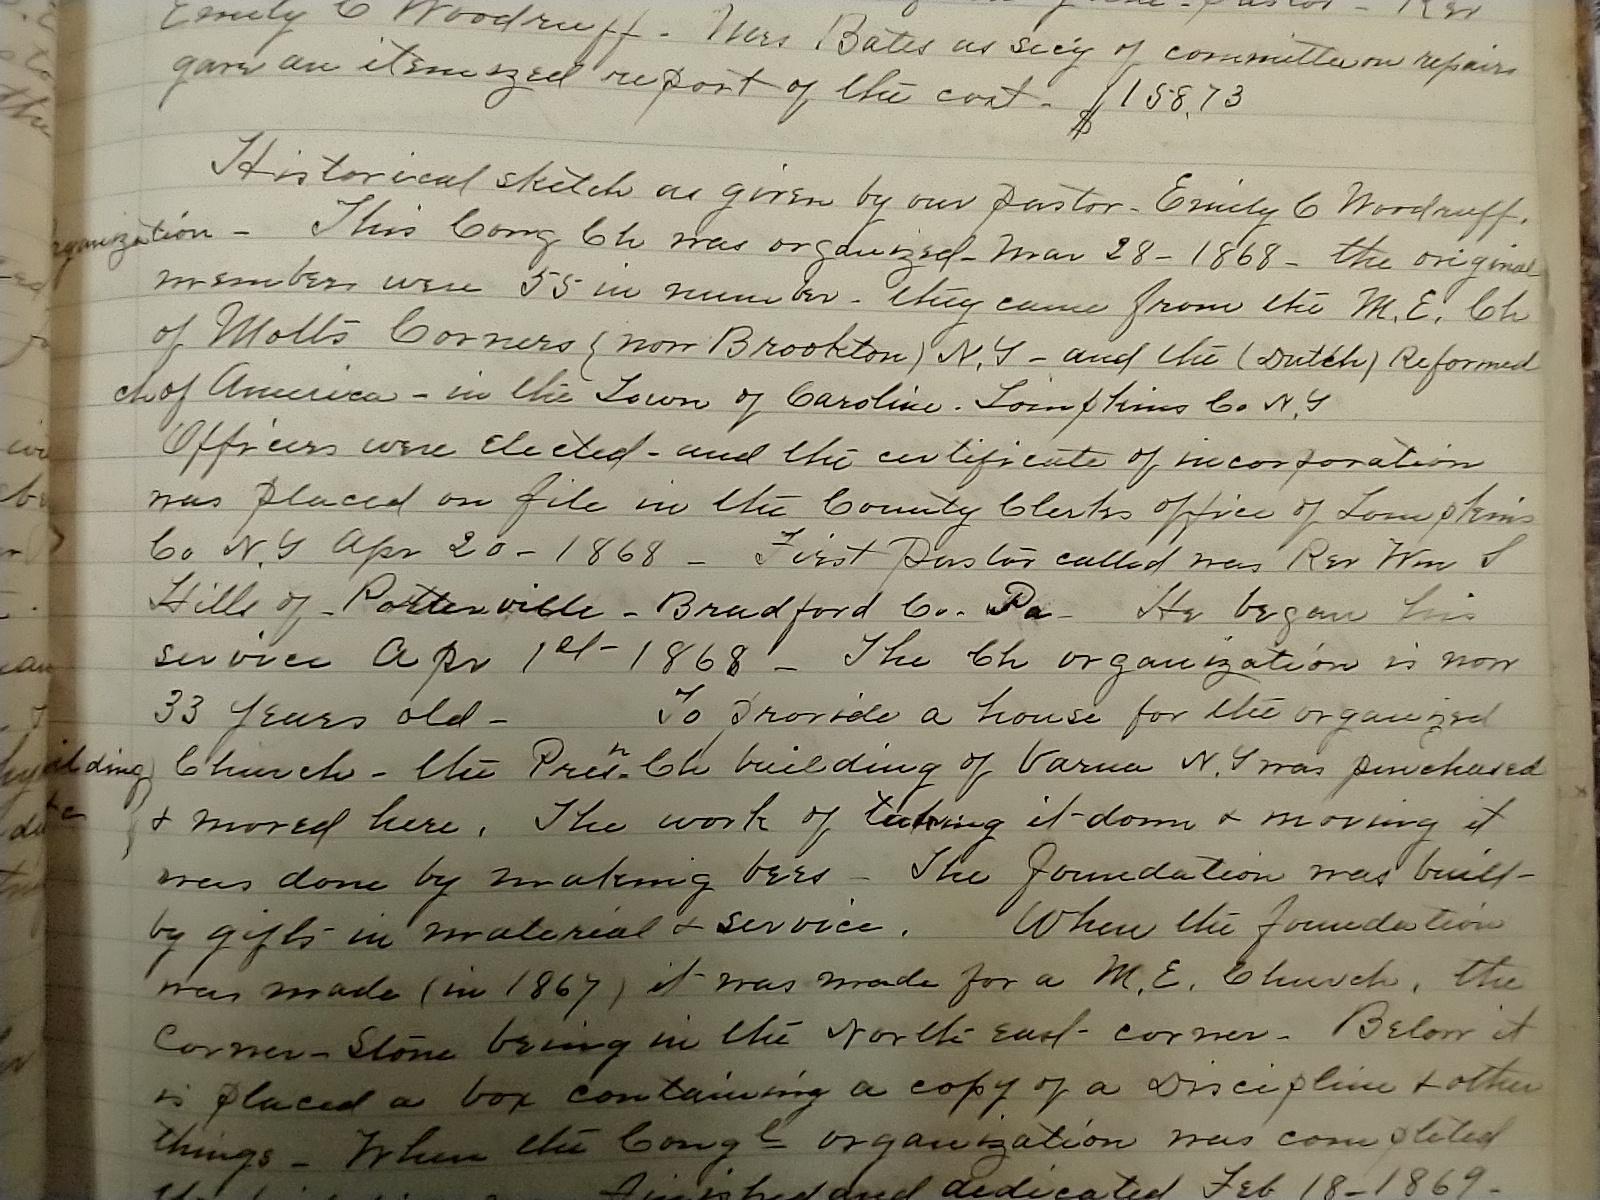 Emily C Woodruff. Mrs Bates as sec'y of committee on repairs
gave an itemized report of the cost - $158.73
Historical sketch as given by our pastor - Emily C Woodruff.
rganization - This Cong Ch was organized - Mar 28 - 1868 - the original
members were 55 in number - they came from the M.E. Ch
of Motts Corners (now Brookton) N.Y - and the (Dutch) Reformed
ch of America - in the Town of Caroline. Tompkins Co N.Y
Officers were elected - and the certificate of incorporation
was placed on file in the County Clerks office of Tompkins
Co N.Y Apr 20 - 1868 - First pastor called was Rev Wm S
Hills of - Potterville - Bradford Co. Pa - He began his
service Apr 1st - 1868 - The Ch organization is now
33 years old - To provide a house for the organized
ilding Church - the Presn. Ch building of Varna N.Y was purchased
& moved here. The work of taking it down & moving it
was done by making bees - The foundation was built
by gifts in material & service. When the foundation
was made (in 1867) it was made for a M.E. Church, the
Corner-Stone being in the North-east corner - Below it
is placed a box containing a copy of a Discipline & other
things - When the Congl organization was completed
finished and dedicated Feb 18 - 1869 -